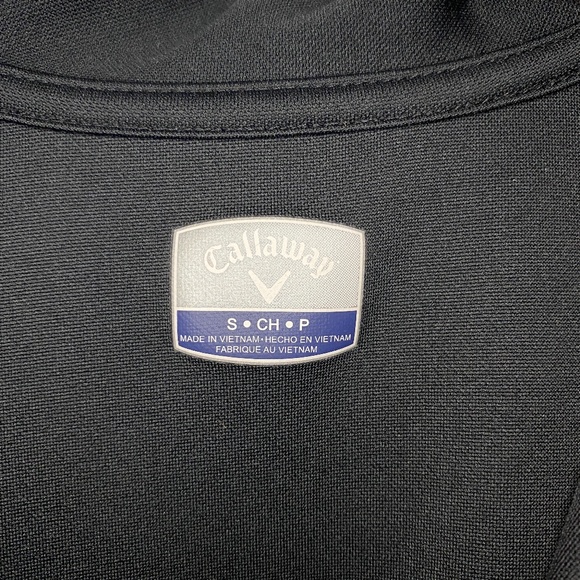 Callaway
S • CH • P
MADE IN VIETNAM • HECHO EN VIETNAM
FABRIQUE AU VIETNAM